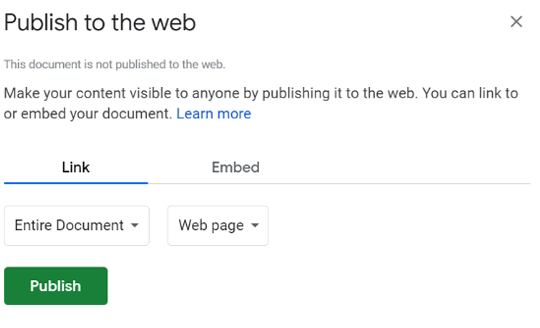 Publish to the web
This document is not published to the web.
Make your content visible to anyone by publishing it to the web. You can link to
or embed your document. Learn more
Link Embed
Entire Document Web page
Publish